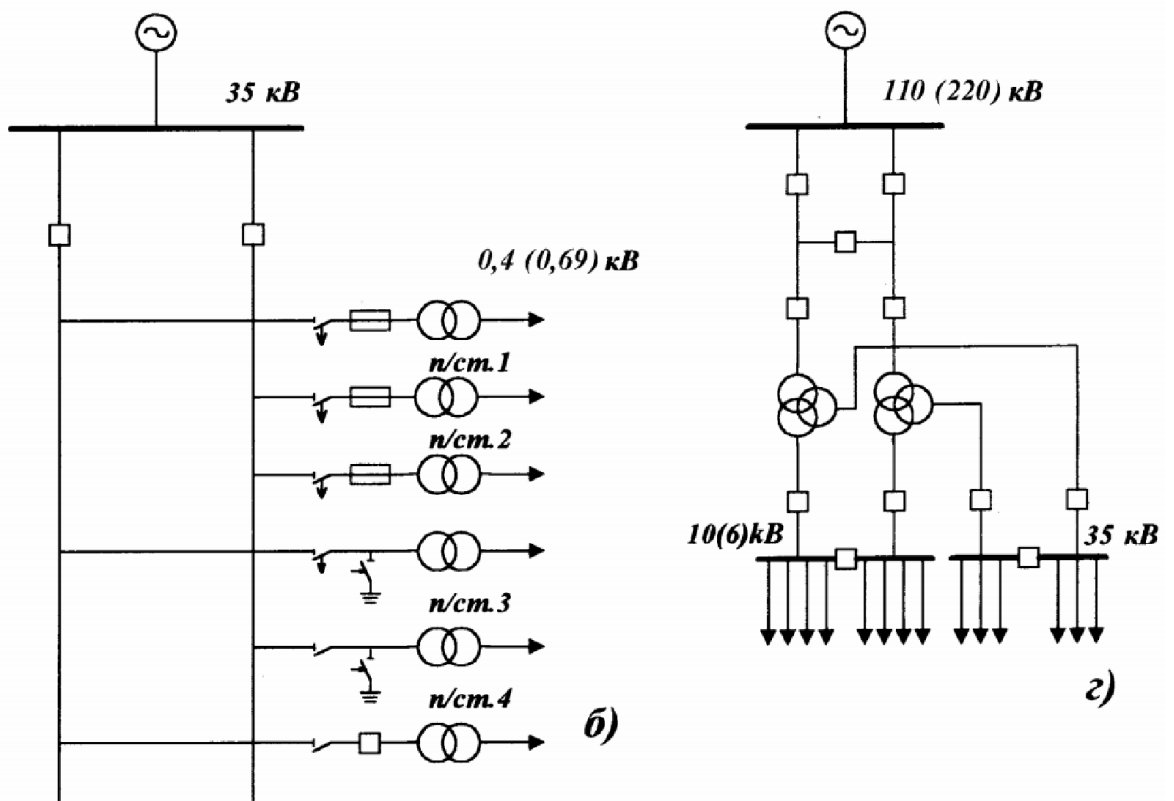 35 кВ
110 (220) кВ
0,4 (0,69) кВ
п/ст.1
п/ст.2
10(6)kВ
35 кВ
п/ст.3
п/ст.4
б)
г)